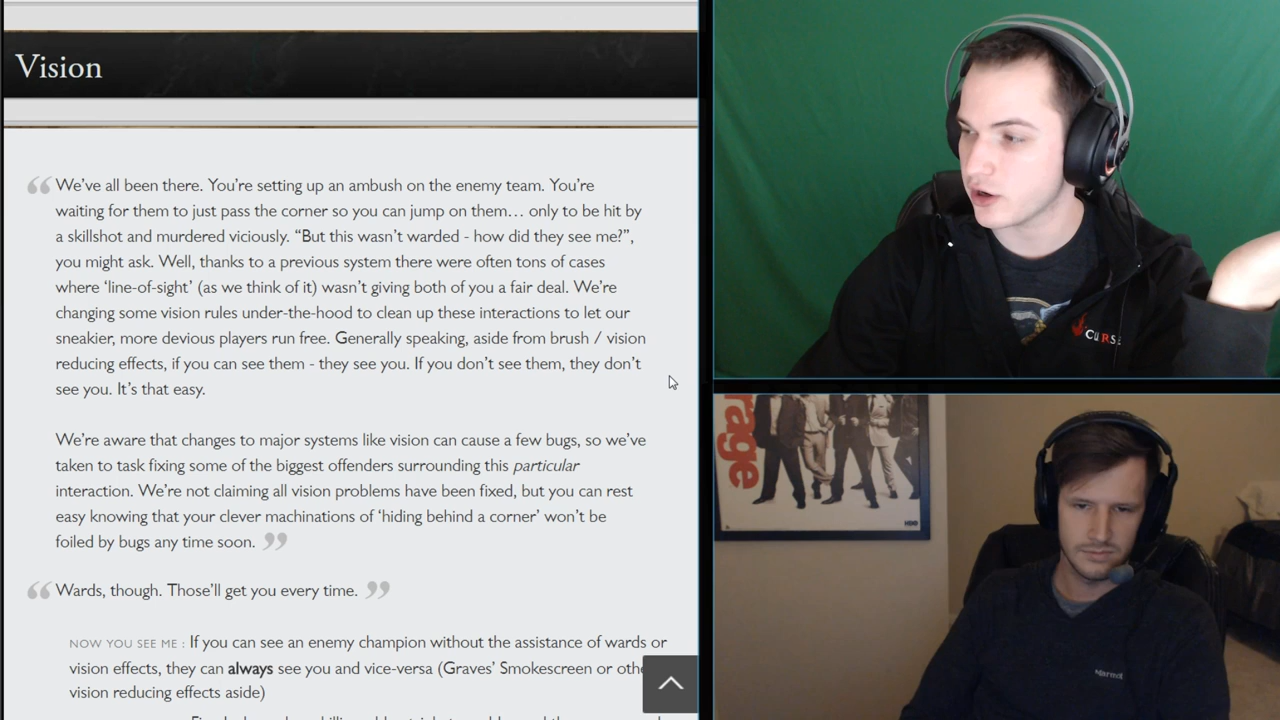 Vision
“ We’ve all been there. You’re setting up an ambush on the enemy team. You’re
waiting for them to just pass the corner so you can jump on them… only to be hit by
a skillshot and murdered viciously. “But this wasn’t warded - how did they see me?”,
you might ask. Well, thanks to a previous system there were often tons of cases
where ‘line-of-sight’ (as we think of it) wasn’t giving both of you a fair deal. We’re
changing some vision rules under-the-hood to clean up these interactions to let our
sneakier, more devious players run free. Generally speaking, aside from brush / vision
reducing effects, if you can see them - they see you. If you don’t see them, they don’t
see you. It’s that easy.
We’re aware that changes to major systems like vision can cause a few bugs, so we’ve
taken to task fixing some of the biggest offenders surrounding this particular
interaction. We’re not claiming all vision problems have been fixed, but you can rest
easy knowing that your clever machinations of ‘hiding behind a corner’ won’t be
foiled by bugs any time soon. ”
“ Wards, though. Those’ll get you every time. ”
NOW YOU SEE ME : If you can see an enemy champion without the assistance of wards or
vision effects, they can always see you and vice-versa (Graves’ Smokescreen or othe
vision reducing effects aside)
CURSE
rage
HBO
Marmot